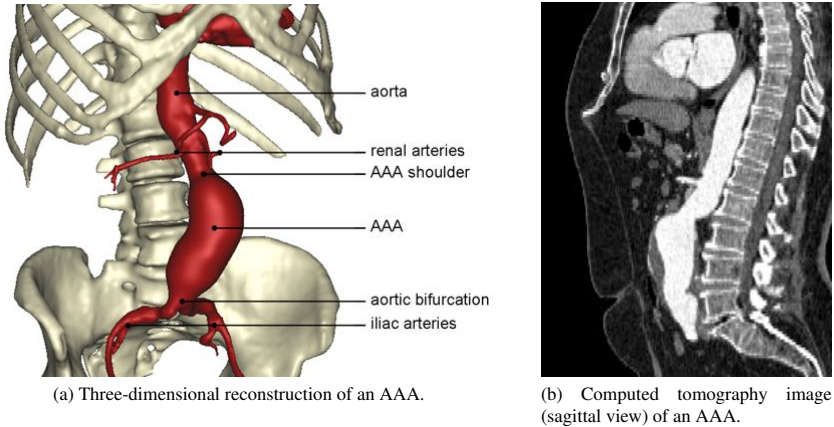 aorta
renal arteries
AAA shoulder
AAA
aortic bifurcation
iliac arteries
(a) Three-dimensional reconstruction of an AAA.
(b) Computed tomography image
(sagittal view) of an AAA.